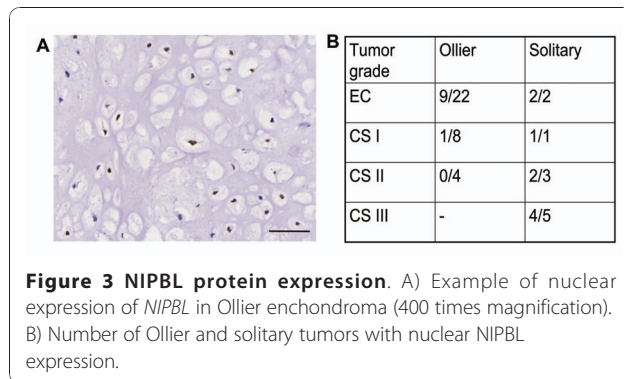 A
B
Tumor grade Ollier Solitary
EC 9/22 2/2
CS I 1/8 1/1
CS II 0/4 2/3
CS III - 4/5
Figure 3 NIPBL protein expression. A) Example of nuclear
expression of NIPBL in Ollier enchondroma (400 times magnification).
B) Number of Ollier and solitary tumors with nuclear NIPBL
expression.